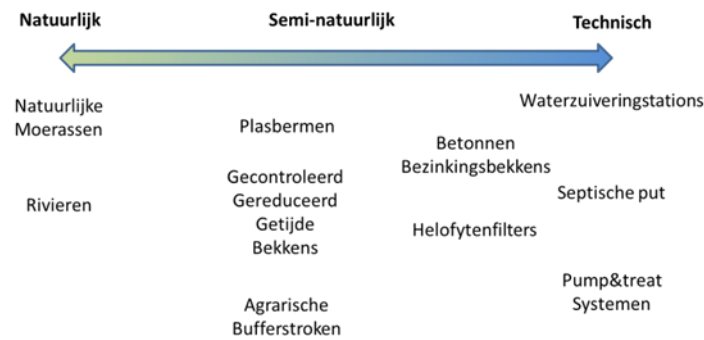 Natuurlijk
Semi-natuurlijk
Technisch
Natuurlijke
Moerassen
Rivieren
Plasbermen
Gecontroleerd
Gereduceerd
Getijde
Bekkens
Agrarische
Bufferstroken
Betonnen
Bezinkingsbekkens
Helofytenfilters
Waterzuiveringstations
Septische put
Pump&treat
Systemen